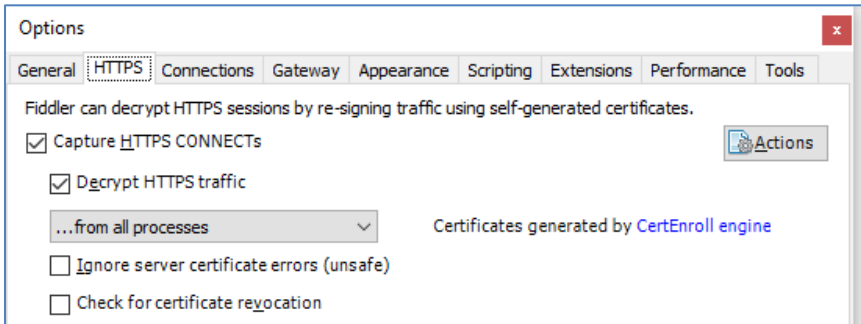 Options
x
General HTTPS Connections Gateway Appearance Scripting Extensions Performance Tools
Fiddler can decrypt HTTPS sessions by re-signing traffic using self-generated certificates.
Capture HTTPS CONNECTs
Actions
Decrypt HTTPS traffic
...from all processes
Certificates generated by CertEnroll engine
Ignore server certificate errors (unsafe)
Check for certificate revocation